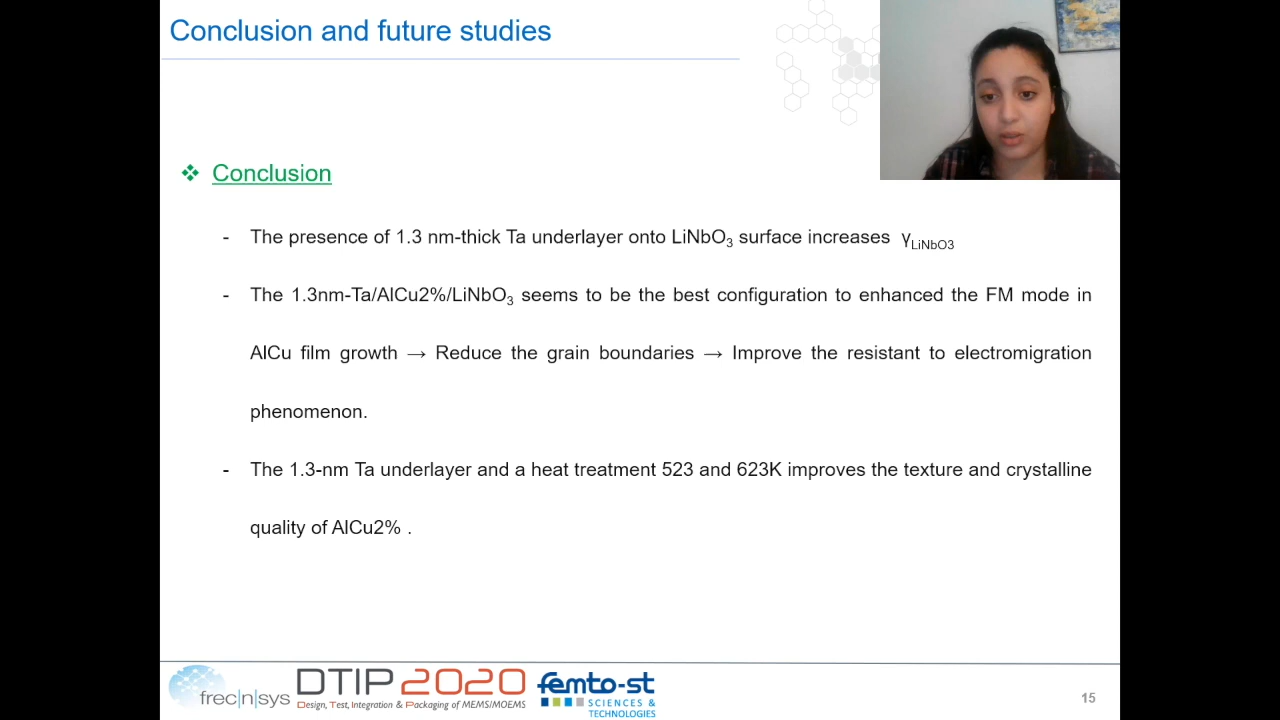 Conclusion and future studies
❖ Conclusion
- The presence of 1.3 nm-thick Ta underlayer onto LiNbO₃ surface increases γLiNbO3
- The 1.3nm-Ta/AlCu2%/LiNbO₃ seems to be the best configuration to enhanced the FM mode in
AlCu film growth → Reduce the grain boundaries → Improve the resistant to electromigration
phenomenon.
- The 1.3-nm Ta underlayer and a heat treatment 523 and 623K improves the texture and crystalline
quality of AlCu2% .
frec|n|sys
DTIP 2020
Design, Test, Integration & Packaging of MEMS/MOEMS
femto-st
SCIENCES &
TECHNOLOGIES
15